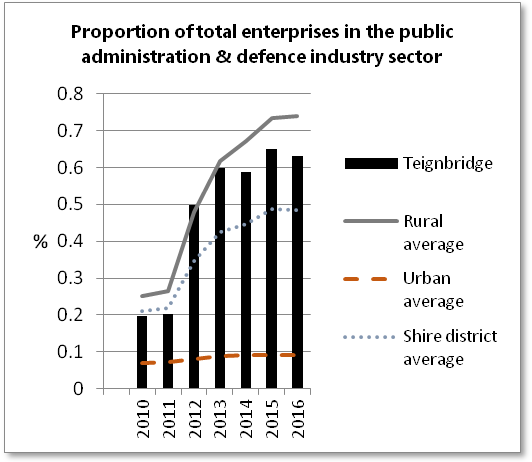 Proportion of total enterprises in the public
administration & defence industry sector
0.8
0.7
0.6
0.5
0.4
0.3
0.2
0.1
0
%
2010
2011
2012
2013
2014
2015
2016
Teignbridge
Rural
average
Urban
average
Shire district
average